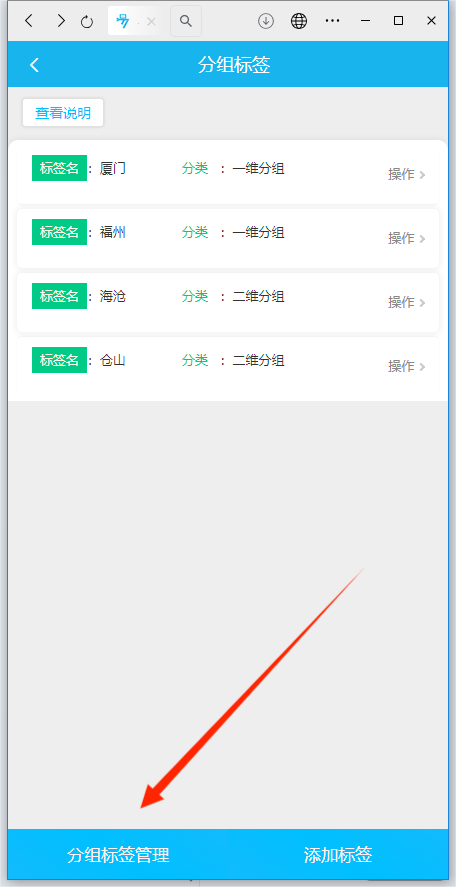 分组标签
查看说明
标签名 : 厦门 分类 : 一维分组 操作
标签名 : 福州 分类 : 一维分组 操作
标签名 : 海沧 分类 : 二维分组 操作
标签名 : 仓山 分类 : 二维分组 操作
分组标签管理 添加标签